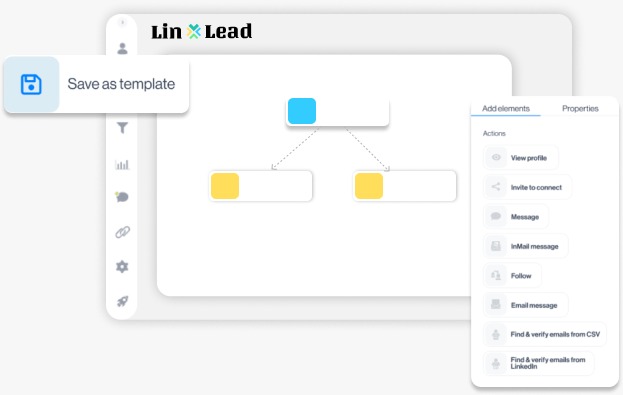 Lin Lead
Save as template
Add elements Properties
Actions
View profile
Invite to connect
Message
InMail message
Follow
Email message
Find & verify emails from CSV
Find & verify emails from
LinkedIn